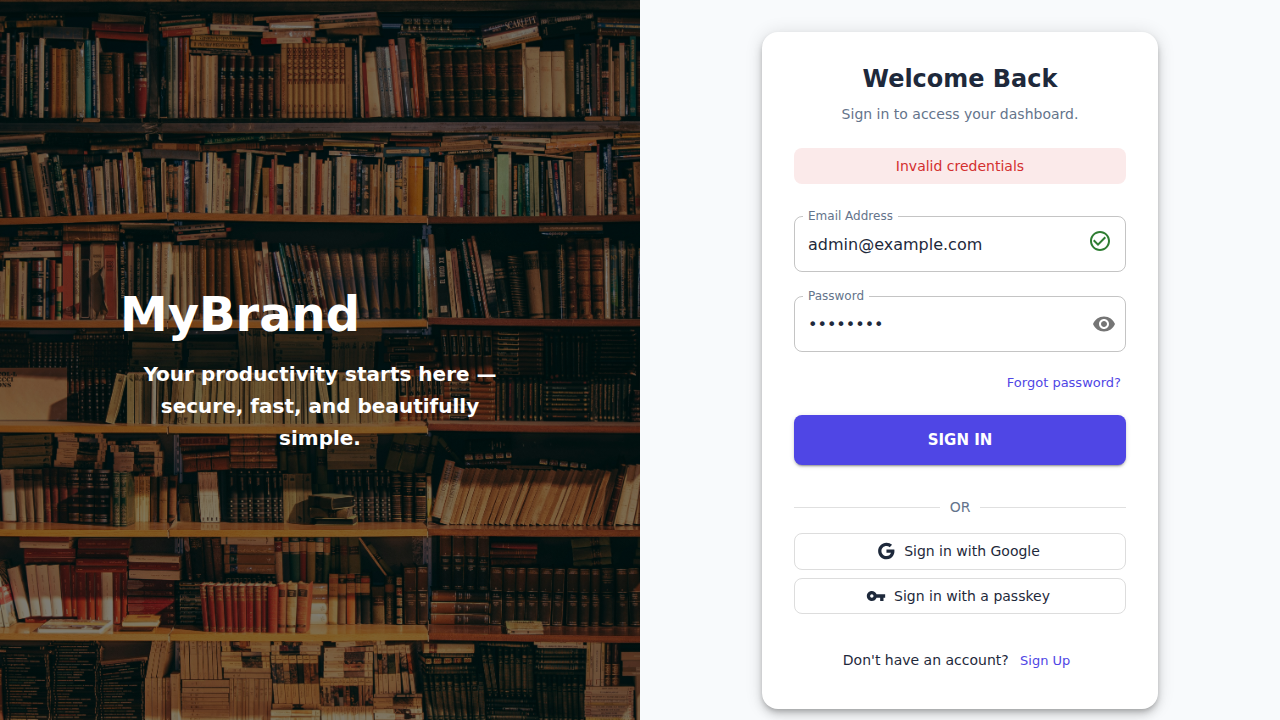 MyBrand
Your productivity starts here —
secure, fast, and beautifully
simple.
Welcome Back
Sign in to access your dashboard.
Invalid credentials
Email Address
admin@example.com
Password
••••••••
Forgot password?
SIGN IN
OR
Sign in with Google
Sign in with a passkey
Don't have an account? Sign Up